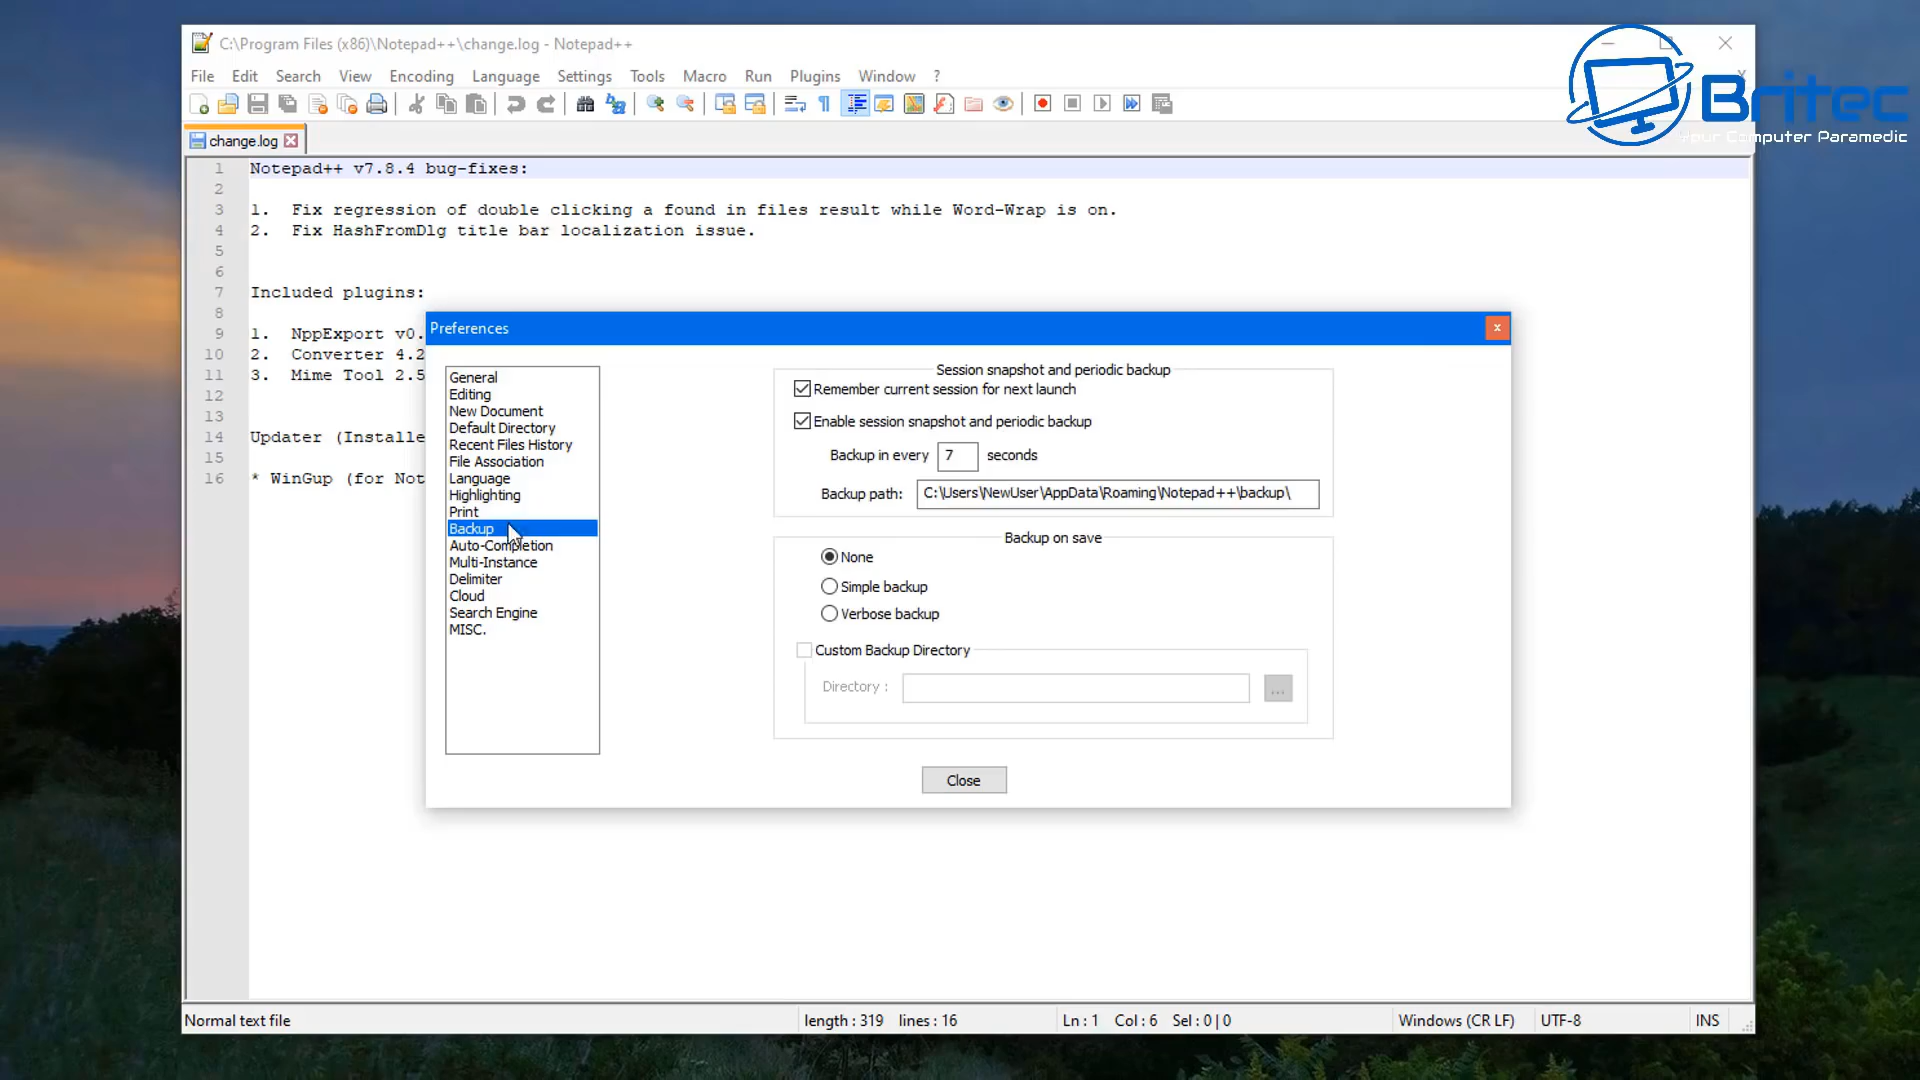 C:\Program Files (x86)\Notepad++\change.log - Notepad++
File Edit Search View Encoding Language Settings Tools Macro Run Plugins Window ?
Britec
Your Computer Paramedic
change.log
1 Notepad++ v7.8.4 bug-fixes:
2
3 1. Fix regression of double clicking a found in files result while Word-Wrap is on.
4 2. Fix HashFromDlg title bar localization issue.
5
6
7 Included plugins:
8
9 1. NppExport v0.
10 2. Converter 4.2
11 3. Mime Tool 2.5
12
13
14 Updater (Installe
15
16 * WinGup (for Not
Preferences
General
Editing
New Document
Default Directory
Recent Files History
File Association
Language
Highlighting
Print
Backup
Auto-Completion
Multi-Instance
Delimiter
Cloud
Search Engine
MISC.
Session snapshot and periodic backup
Remember current session for next launch
Enable session snapshot and periodic backup
Backup in every 7 seconds
Backup path: C:\Users\NewUser\AppData\Roaming\Notepad++\backup\
Backup on save
None
Simple backup
Verbose backup
Custom Backup Directory
Directory :
...
Close
Normal text file length : 319 lines : 16 Ln : 1 Col : 6 Sel : 0 | 0 Windows (CR LF) UTF-8 INS